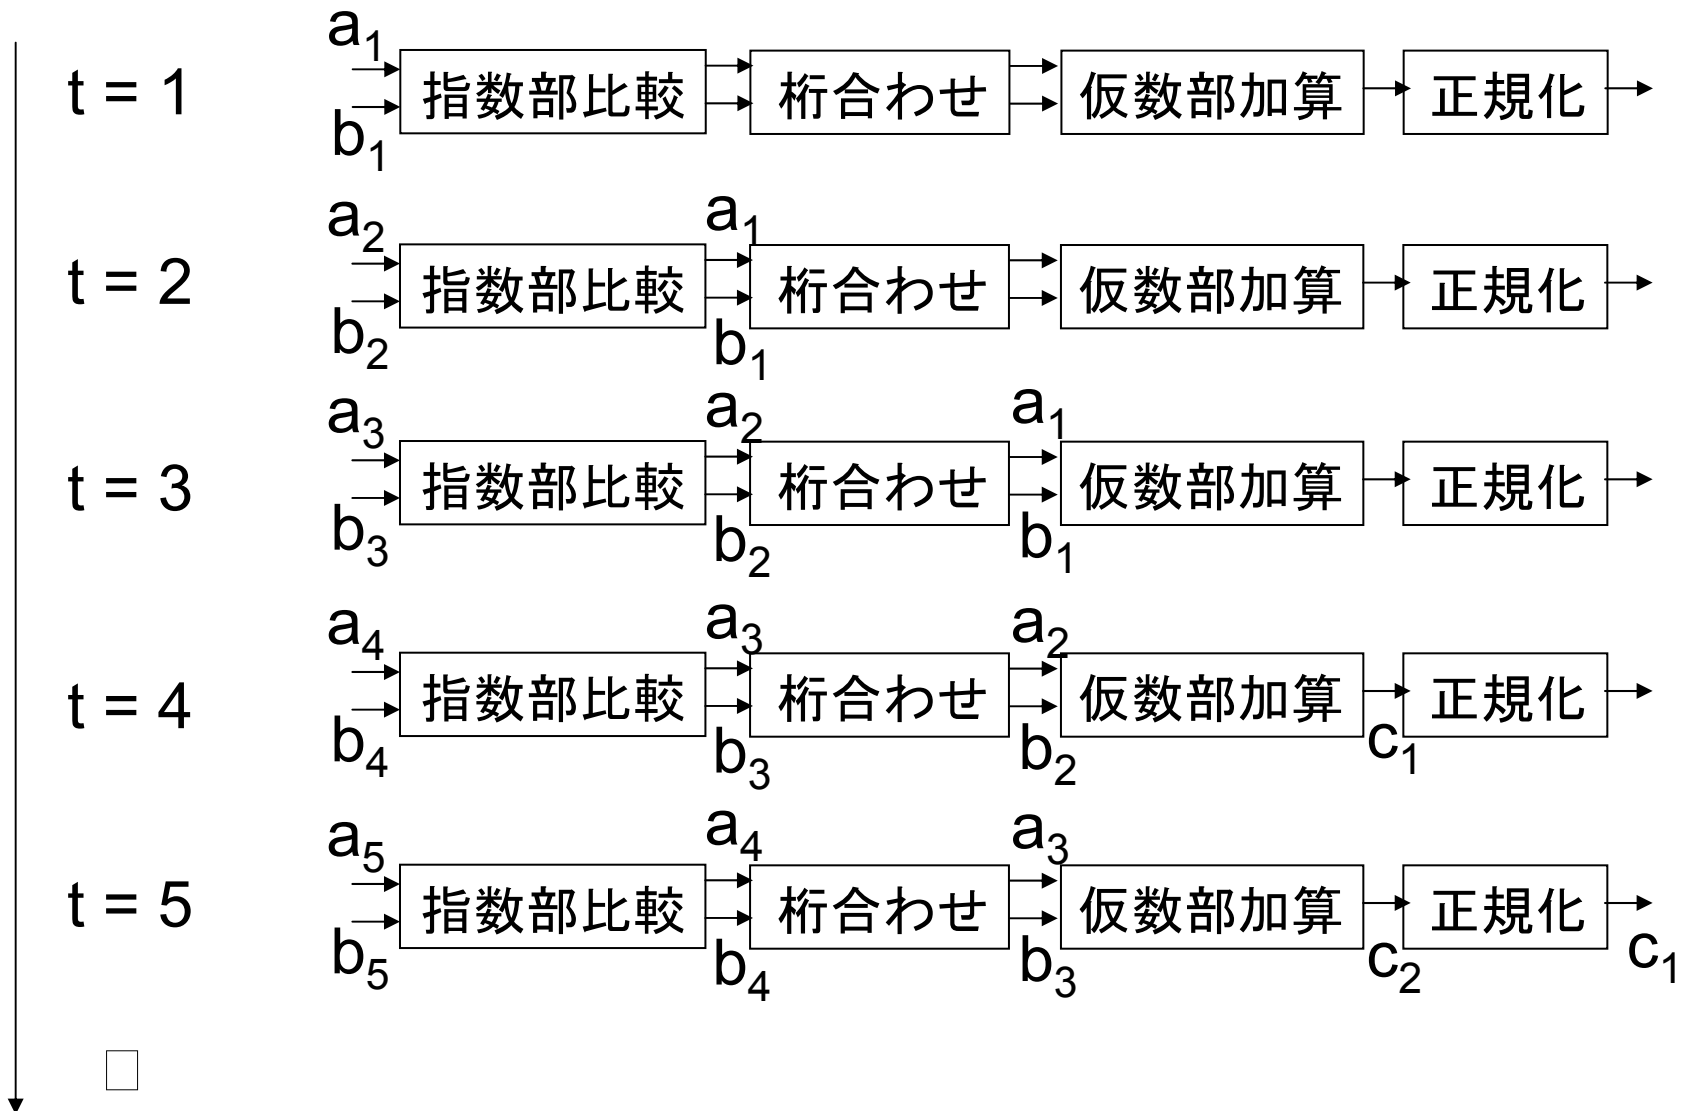 a₁
t = 1 指数部比較 桁合わせ 仮数部加算 正規化
b₁
a₂ a₁
t = 2 指数部比較 桁合わせ 仮数部加算 正規化
b₂ b₁
a₃ a₂ a₁
t = 3 指数部比較 桁合わせ 仮数部加算 正規化
b₃ b₂ b₁
a₄ a₃ a₂
t = 4 指数部比較 桁合わせ 仮数部加算 正規化
b₄ b₃ b₂ c₁
a₅ a₄ a₃
t = 5 指数部比較 桁合わせ 仮数部加算 正規化
b₅ b₄ b₃ c₂ c₁